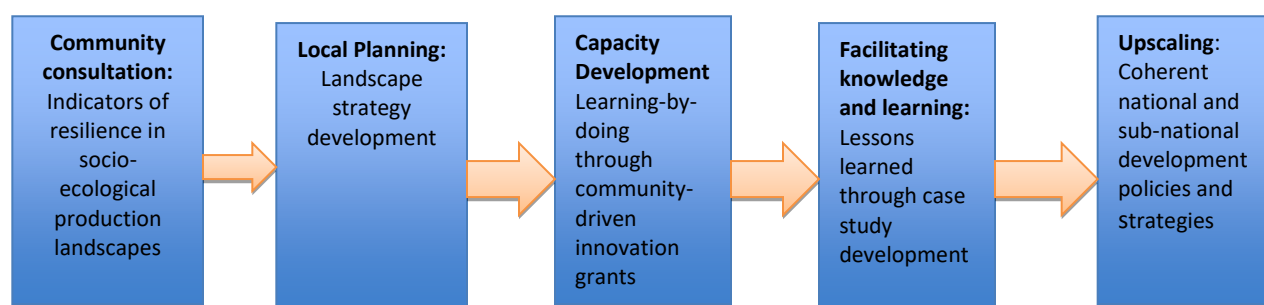 Community
consultation:
Indicators of
resilience in
socio-
ecological
production
landscapes
Local Planning:
Landscape
strategy
development
Capacity
Development
Learning-by-
doing
through
community-
driven
innovation
grants
Facilitating
knowledge
and learning:
Lessons
learned
through case
study
development
Upscaling:
Coherent
national and
sub-national
development
policies and
strategies